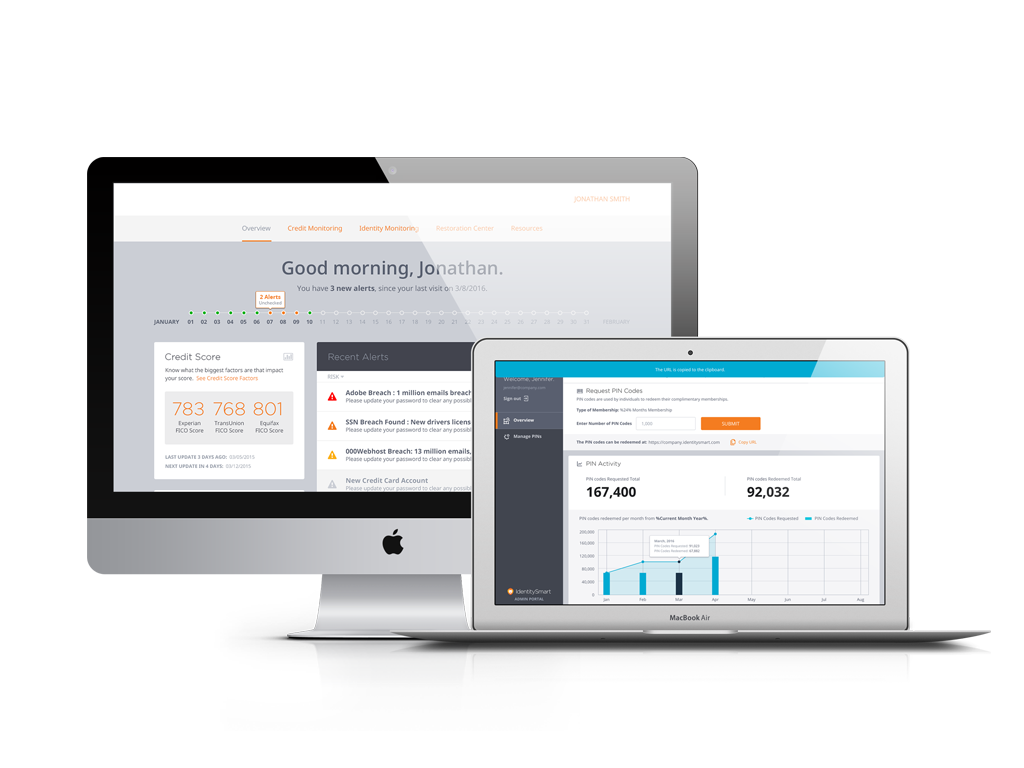 JONATHAN SMITH
Overview Credit Monitoring Identity Monitoring Restoration Center Resources
Good morning, Jonathan.
You have 3 new alerts, since your last visit on 3/8/2016.
2 Alerts
Unchecked
JANUARY 01 02 03 04 05 06 07 08 09 10 11 12 13 14 15 16 17 18 19 20 21 22 23 24 25 26 27 28 29 30 31 FEBRUARY
Credit Score
Know what the biggest factors are that impact
your score. See Credit Score Factors
783 768 801
Experian TransUnion Equifax
FICO Score FICO Score FICO Score
LAST UPDATE 3 DAYS AGO: 03/05/2015
NEXT UPDATE IN 4 DAYS: 03/12/2015
Recent Alerts
RISK
Adobe Breach : 1 million emails breach
Please update your password to clear any possibl
SSN Breach Found : New drivers licens
Please update your password to clear any possibl
000Webhost Breach: 13 million emails,
Please update your password to clear any possibl
New Credit Card Account
Please update your password to clear any possibl
The URL is copied to the clipboard.
Welcome, Jennifer.
Sign out
Overview
Manage PINs
IdentitySmart
ADMIN PORTAL
Request PIN Codes
PIN codes are used by individuals to redeem their complementary memberships.
Type of Membership: %24% Months Membership
Enter Number of PIN Codes 1,000 SUBMIT
The PIN codes can be redeemed at: https://company.identitysmart.com Copy URL
PIN Activity
PIN codes Requested Total PIN codes Redeemed Total
167,400 92,032
PIN codes redeemed per month from %Current Month Year%. PIN Codes Requested PIN Codes Redeemed
200,000
160,000
120,000
80,000
40,000
0
March, 2016
PIN Codes Requested:
PIN Codes Redeemed:
Jan Feb Mar Apr May Jun Jul Aug
MacBook Air